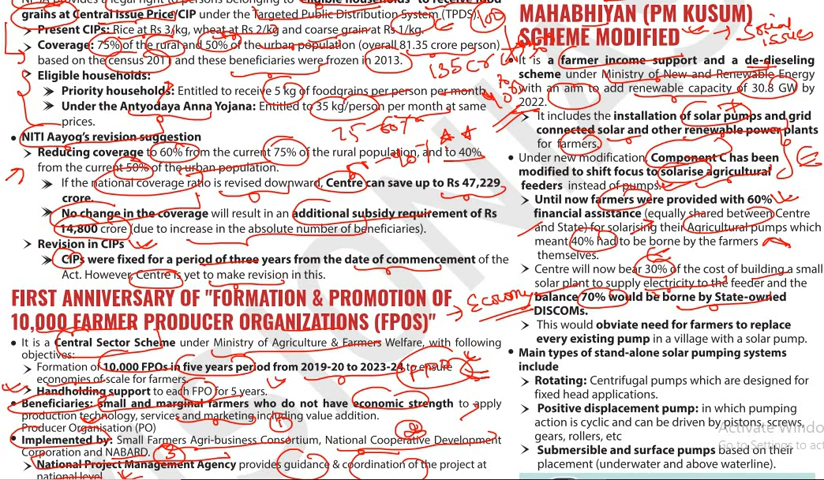 NFSA provides legal right to persons belonging to eligible households to receive food
grains at Central Issue Price/CIP under the Targeted Public Distribution System (TPDS).
Present CIPs: Rice at Rs 3/kg, wheat at Rs 2/kg and coarse grain at Rs 1/kg.
Coverage: 75% of the rural and 50% of the urban population (overall 81.35 crore person)
based on the census 2011 and these beneficiaries were frozen in 2013.
135 cr
Eligible households:
Priority households: Entitled to receive 5 kg of foodgrains per person per month.
Under the Antyodaya Anna Yojana: Entitled to 35 kg/person per month at same
prices.
NITI Aayog's revision suggestion
Reducing coverage to 60% from the current 75% of the rural population, and to 40%
from the current 50% of the urban population.
If the national coverage ratio is revised downward, Centre can save up to Rs 47,229
crore.
No change in the coverage will result in an additional subsidy requirement of Rs
14,800 crore (due to increase in the absolute number of beneficiaries).
Revision in CIPs
CIPs were fixed for a period of three years from the date of commencement of the
Act. However, Centre is yet to make revision in this.
FIRST ANNIVERSARY OF "FORMATION & PROMOTION OF
10,000 FARMER PRODUCER ORGANIZATIONS (FPOS)"
Economy
It is a Central Sector Scheme under Ministry of Agriculture & Farmers Welfare, with following
objectives:
Formation of 10,000 FPOs in five years period from 2019-20 to 2023-24 to ensure
economies of scale for farmers.
Handholding support to each FPO for 5 years.
Beneficiaries: small and marginal farmers who do not have economic strength to apply
production technology, services and marketing including value addition.
Producer Organisation (PO)
Implemented by: Small Farmers Agri-business Consortium, National Cooperative Development
Corporation and NABARD.
National Project Management Agency provides guidance & coordination of the project at
national level.
MAHABHIYAN (PM KUSUM)
SCHEME MODIFIED
issues
It is a farmer income support and a de-dieseling
scheme under Ministry of New and Renewable Energy
with an aim to add renewable capacity of 30.8 GW by
2022.
It includes the installation of solar pumps and grid
connected solar and other renewable power plants
for farmers.
Under new modification, Component C has been
modified to shift focus to solarise agricultural
feeders instead of pumps.
Until now farmers were provided with 60%
financial assistance (equally shared between Centre
and State) for solarising their Agricultural pumps which
meant 40% had to be borne by the farmers
themselves.
Centre will now bear 30% of the cost of building a small
solar plant to supply electricity to the feeder and the
balance 70% would be borne by State-owned
DISCOMs.
This would obviate need for farmers to replace
every existing pump in a village with a solar pump.
Main types of stand-alone solar pumping systems
include
Rotating: Centrifugal pumps which are designed for
fixed head applications.
Positive displacement pump: in which pumping
action is cyclic and can be driven by pistons, screws,
gears, rollers, etc
Submersible and surface pumps based on their
placement (underwater and above waterline).
Activate Windo
Go to Settings to act